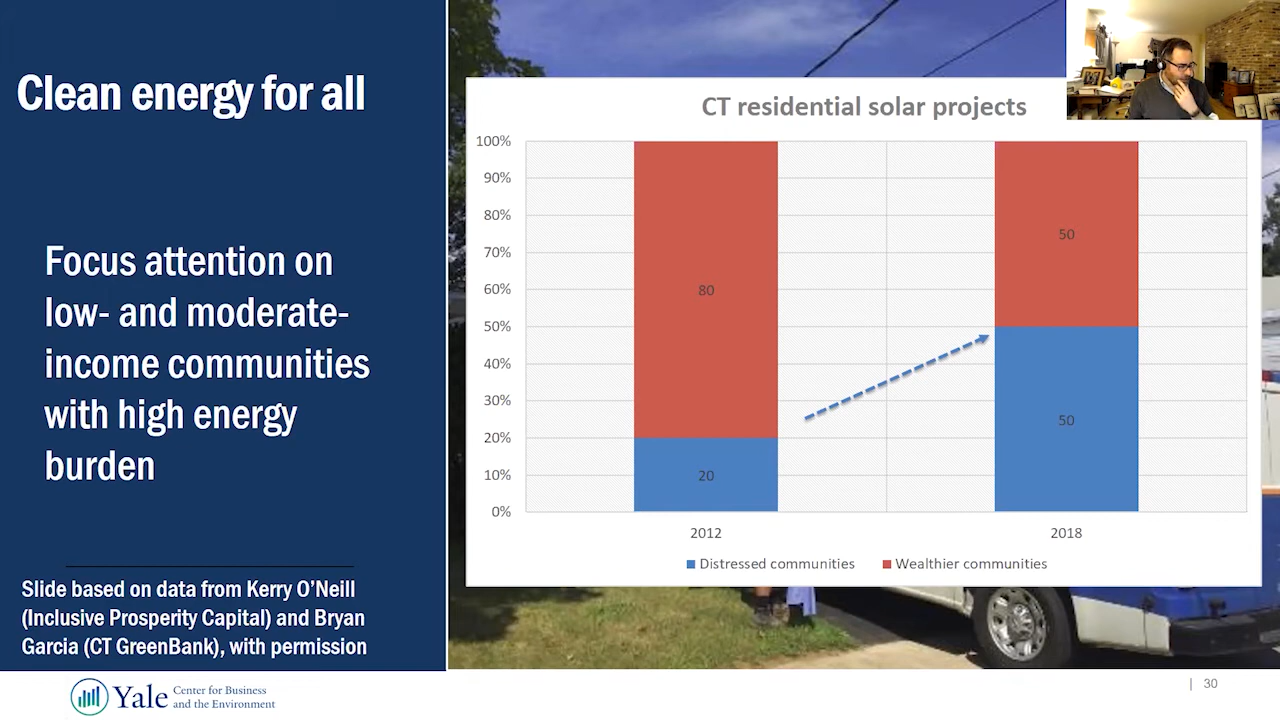 Clean energy for all
Focus attention on
low- and moderate-
income communities
with high energy
burden
Slide based on data from Kerry O’Neill
(Inclusive Prosperity Capital) and Bryan
Garcia (CT GreenBank), with permission
CT residential solar projects
100%
90%
80%
70%
60%
50%
40%
30%
20%
10%
0%
80
20
50
50
2012
2018
Distressed communities
Wealthier communities
Yale
Center for Business
and the Environment
| 30